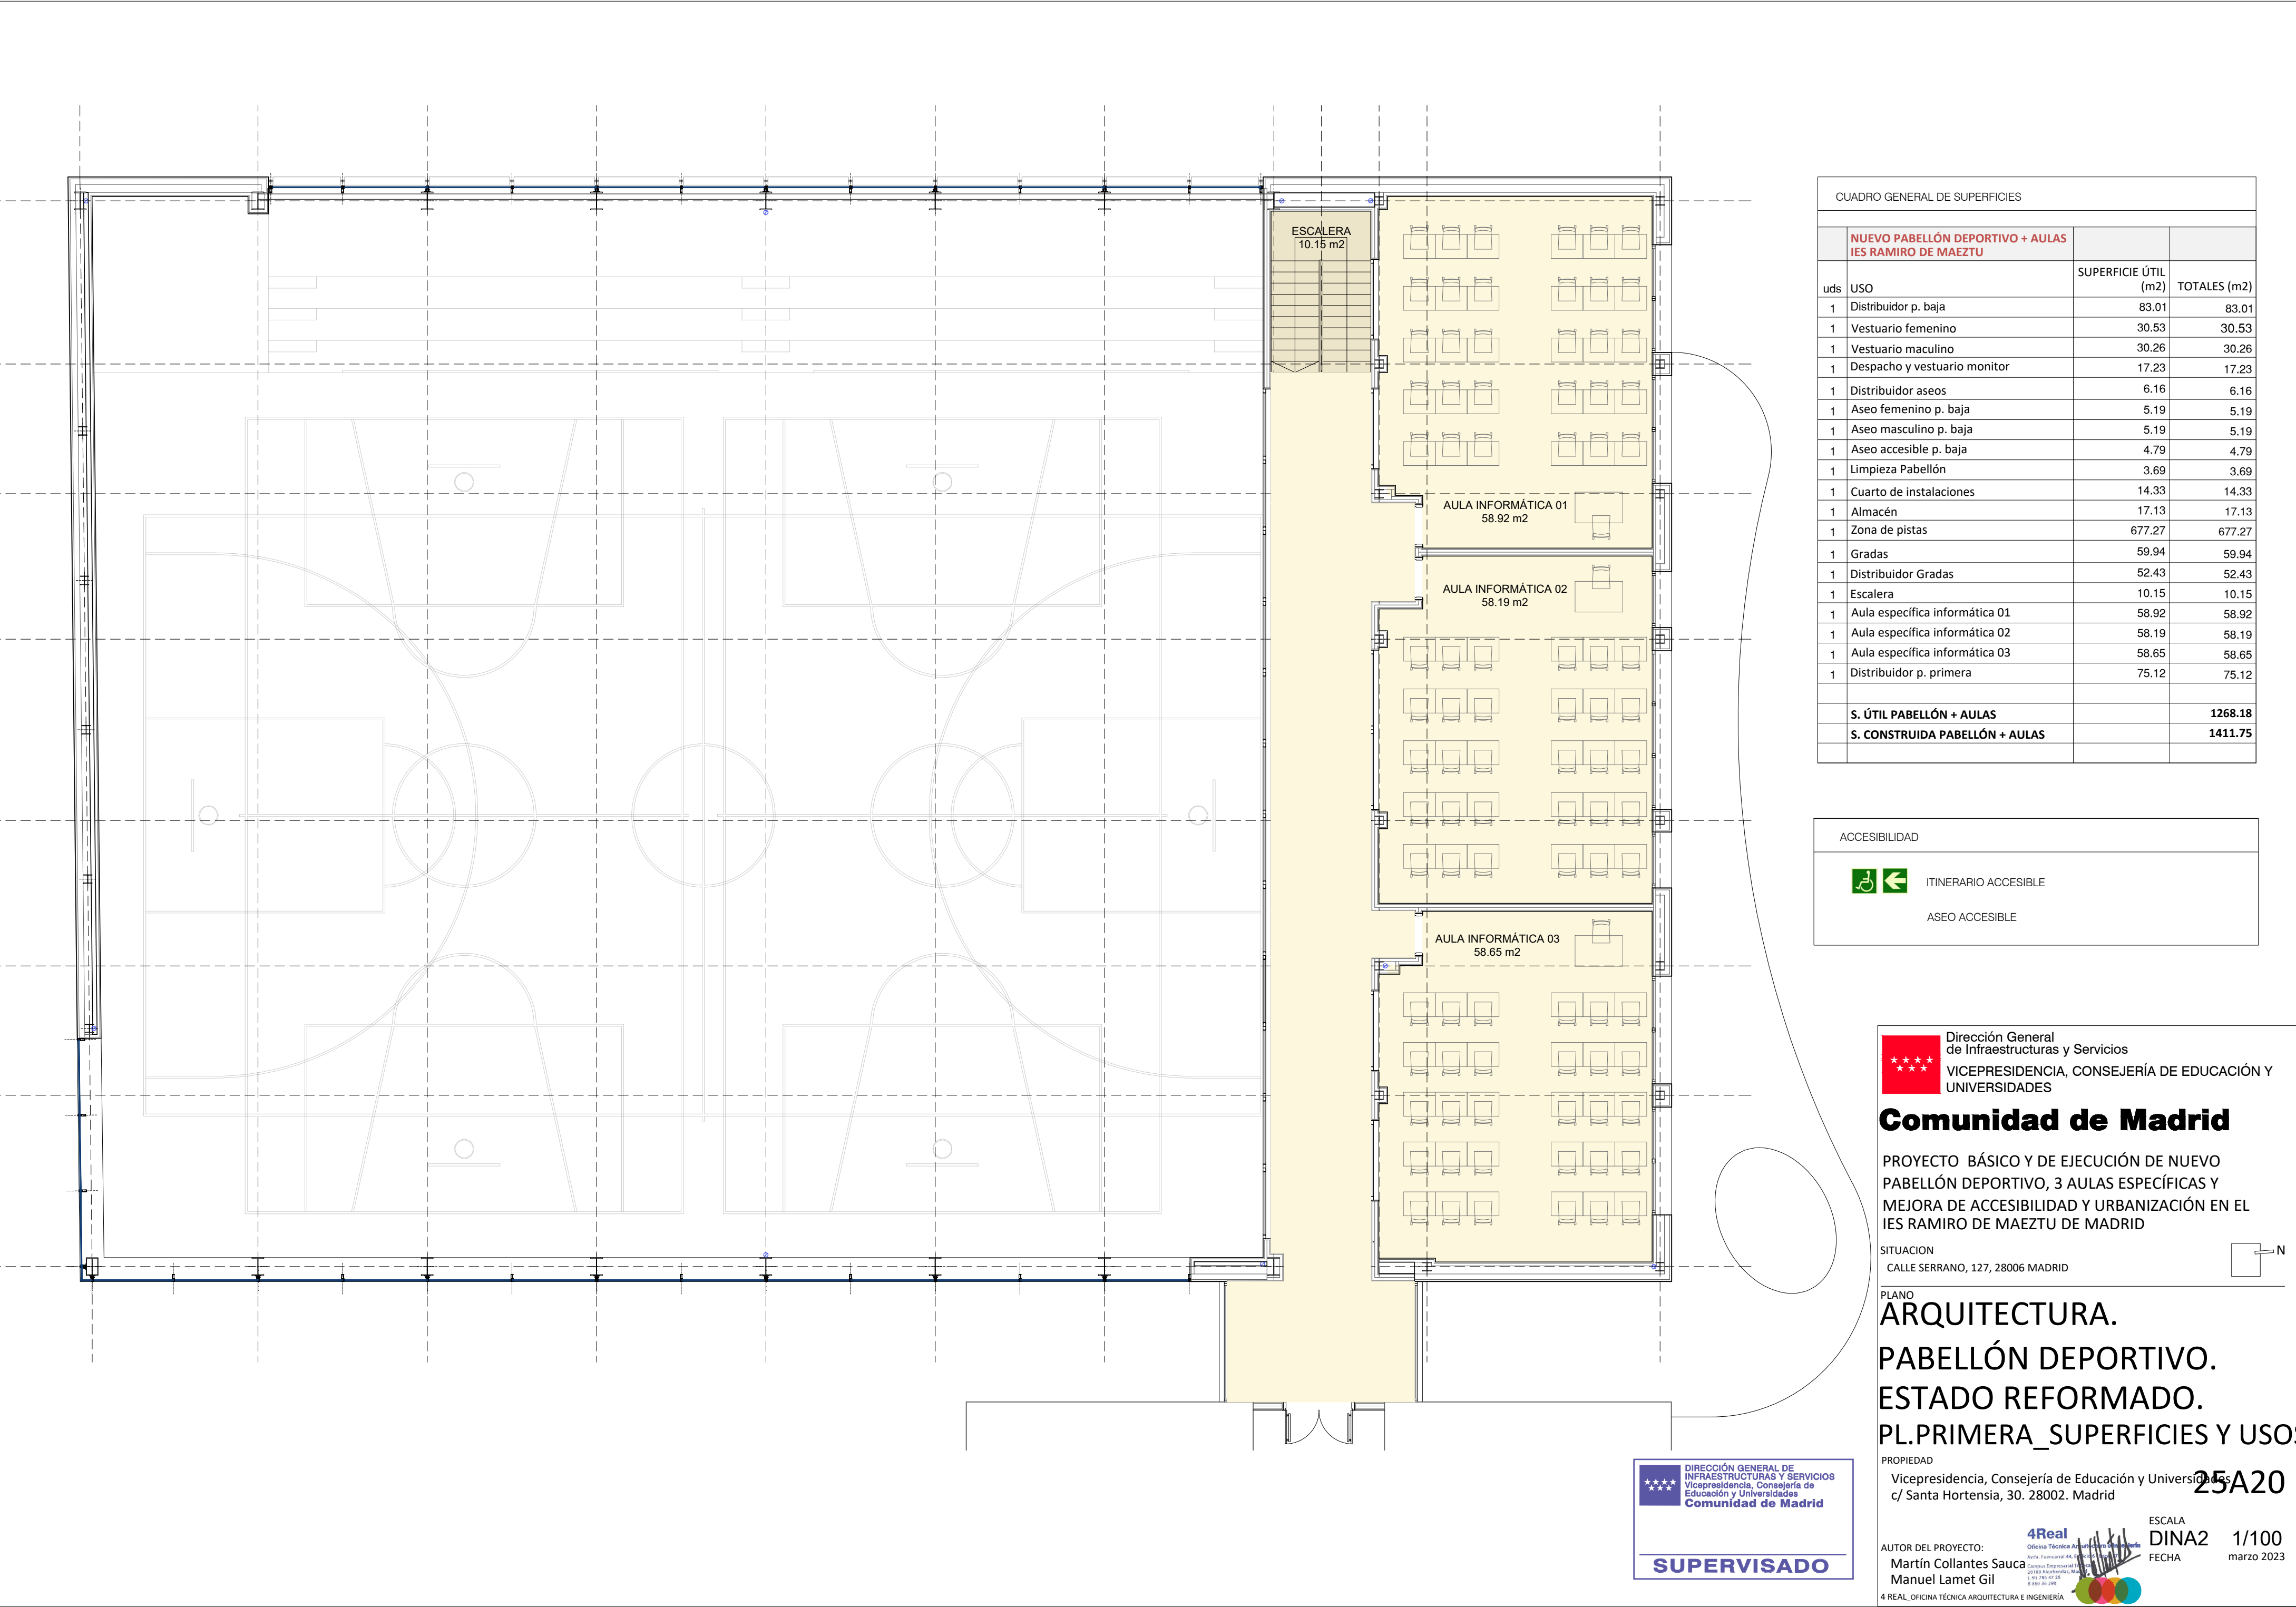 ESCALERA
10.15 m2
AULA INFORMÁTICA 01
58.92 m2
AULA INFORMÁTICA 02
58.19 m2
AULA INFORMÁTICA 03
58.65 m2
CUADRO GENERAL DE SUPERFICIES
NUEVO PABELLÓN DEPORTIVO + AULAS
IES RAMIRO DE MAEZTU
uds USO SUPERFICIE ÚTIL (m2) TOTALES (m2)
1 Distribuidor p. baja 83.01 83.01
1 Vestuario femenino 30.53 30.53
1 Vestuario maculino 30.26 30.26
1 Despacho y vestuario monitor 17.23 17.23
1 Distribuidor aseos 6.16 6.16
1 Aseo femenino p. baja 5.19 5.19
1 Aseo masculino p. baja 5.19 5.19
1 Aseo accesible p. baja 4.79 4.79
1 Limpieza Pabellón 3.69 3.69
1 Cuarto de instalaciones 14.33 14.33
1 Almacén 17.13 17.13
1 Zona de pistas 677.27 677.27
1 Gradas 59.94 59.94
1 Distribuidor Gradas 52.43 52.43
1 Escalera 10.15 10.15
1 Aula específica informática 01 58.92 58.92
1 Aula específica informática 02 58.19 58.19
1 Aula específica informática 03 58.65 58.65
1 Distribuidor p. primera 75.12 75.12
S. ÚTIL PABELLÓN + AULAS 1268.18
S. CONSTRUIDA PABELLÓN + AULAS 1411.75
ACCESIBILIDAD
ITINERARIO ACCESIBLE
ASEO ACCESIBLE
Dirección General
de Infraestructuras y Servicios
VICEPRESIDENCIA, CONSEJERÍA DE EDUCACIÓN Y
UNIVERSIDADES
Comunidad de Madrid
PROYECTO BÁSICO Y DE EJECUCIÓN DE NUEVO
PABELLÓN DEPORTIVO, 3 AULAS ESPECÍFICAS Y
MEJORA DE ACCESIBILIDAD Y URBANIZACIÓN EN EL
IES RAMIRO DE MAEZTU DE MADRID
SITUACION
CALLE SERRANO, 127, 28006 MADRID
N
PLANO
ARQUITECTURA.
PABELLÓN DEPORTIVO.
ESTADO REFORMADO.
PL.PRIMERA_SUPERFICIES Y USOS
PROPIEDAD
Vicepresidencia, Consejería de Educación y Universidades
c/ Santa Hortensia, 30. 28002. Madrid
25A20
ESCALA
DINA2 1/100
FECHA marzo 2023
AUTOR DEL PROYECTO:
Martín Collantes Sauca
Manuel Lamet Gil
4 REAL_OFICINA TÉCNICA ARQUITECTURA E INGENIERÍA
4Real
Oficina Técnica
DIRECCIÓN GENERAL DE
INFRAESTRUCTURAS Y SERVICIOS
Vicepresidencia, Consejería de
Educación y Universidades
Comunidad de Madrid
SUPERVISADO